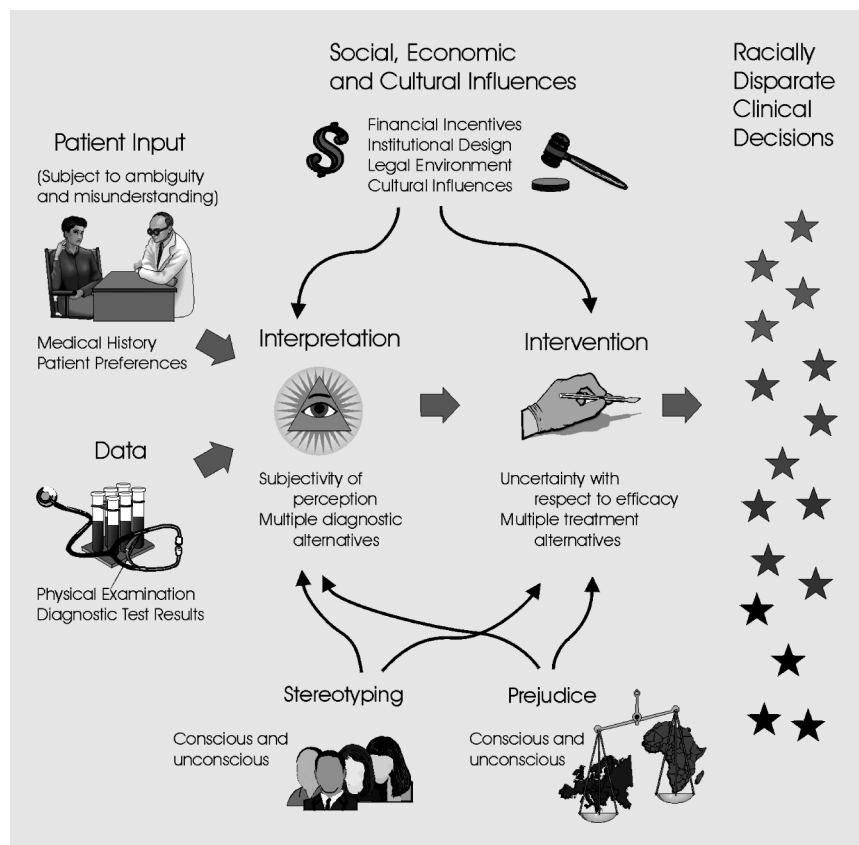 Social, Economic
and Cultural Influences
Financial Incentives
Institutional Design
Legal Environment
Cultural Influences
Racially
Disparate
Clinical
Decisions
Patient Input
(Subject to ambiguity
and misunderstanding)
Medical History
Patient Preferences
Data
Physical Examination
Diagnostic Test Results
Interpretation
Subjectivity of
perception
Multiple diagnostic
alternatives
Intervention
Uncertainty with
respect to efficacy
Multiple treatment
alternatives
Stereotyping
Conscious and
unconscious
Prejudice
Conscious and
unconscious